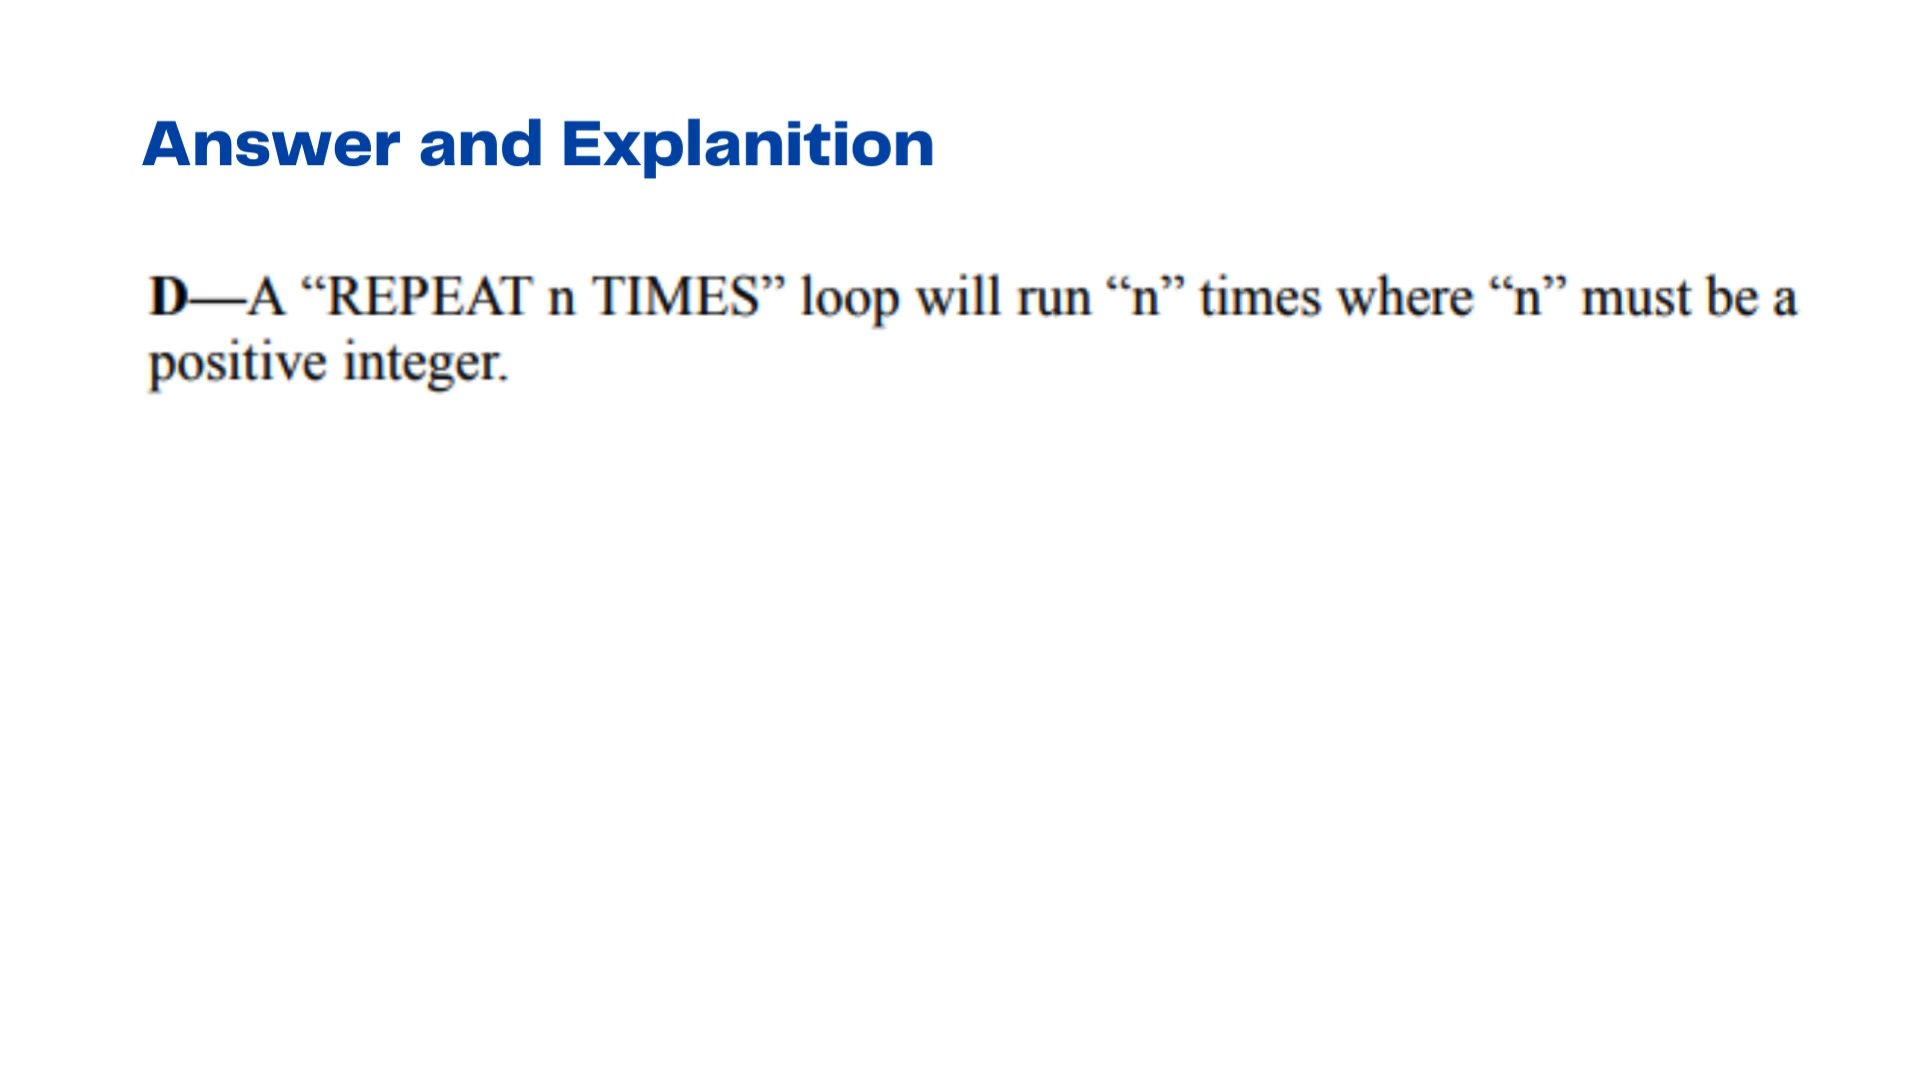 Answer and Explanition
D—A “REPEAT n TIMES” loop will run “n” times where “n” must be a
positive integer.